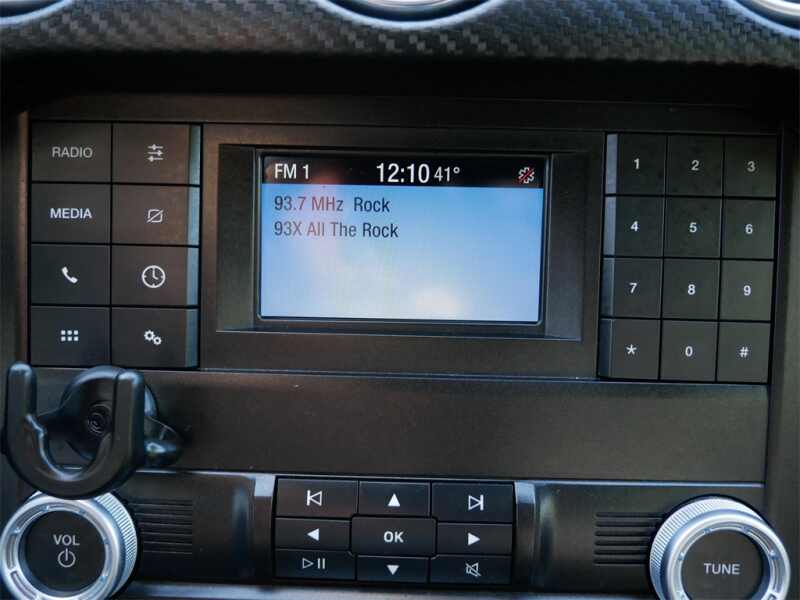 RADIO
MEDIA
FM 1 12:10 41°
93.7 MHz Rock
93X All The Rock
1 2 3
4 5 6
7 8 9
* 0 #
OK
VOL
TUNE